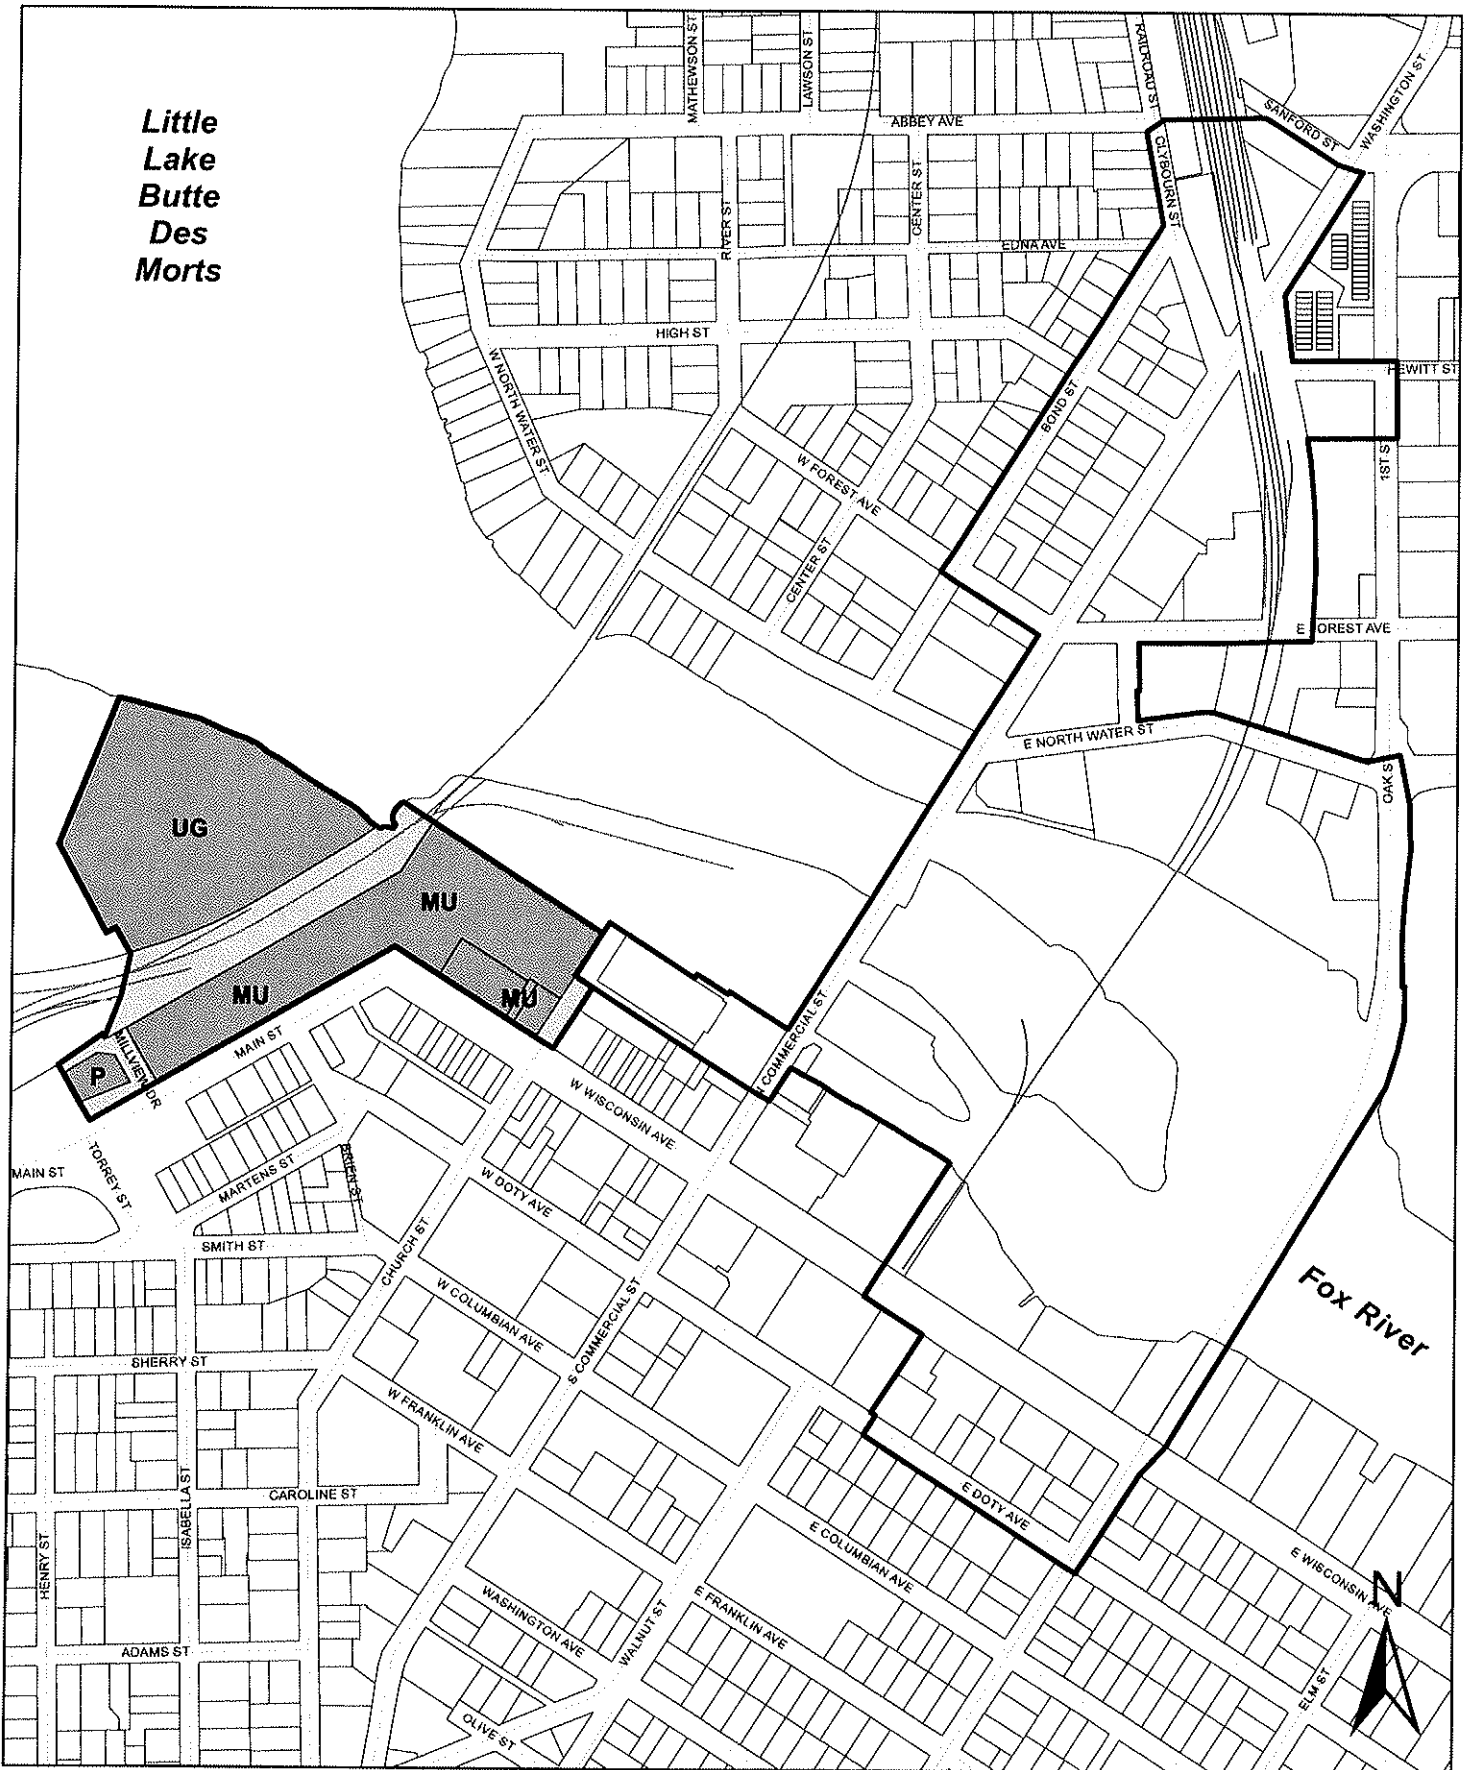 MATHEWSON ST
LAWSON ST
RAILROAD ST
WASHINGTON ST
SANFORD ST
ABBEY AVE
CLYBOURN ST
Little
Lake
Butte
Des
Morts
RIVER ST
CENTER ST
EDNA AVE
HIGH ST
W NORTH WATER ST
BOND ST
HEWITT ST
1ST S
W FOREST AVE
CENTER ST
E FOREST AVE
E NORTH WATER ST
OAK S
UG
MU
MU
MU
P
MILLVIEW DR
MAIN ST
N COMMERCIAL ST
W WISCONSIN AVE
MAIN ST
TORREY ST
MARTENS ST
BRIEN ST
W DOTY AVE
SMITH ST
CHURCH ST
W COLUMBIAN AVE
S COMMERCIAL ST
Fox River
SHERRY ST
W FRANKLIN AVE
CAROLINE ST
ISABELLA ST
HENRY ST
E DOTY AVE
E COLUMBIAN AVE
E WISCONSIN AVE
N
WASHINGTON AVE
E FRANKLIN AVE
WALNUT ST
ADAMS ST
ELM ST
OLIVE ST